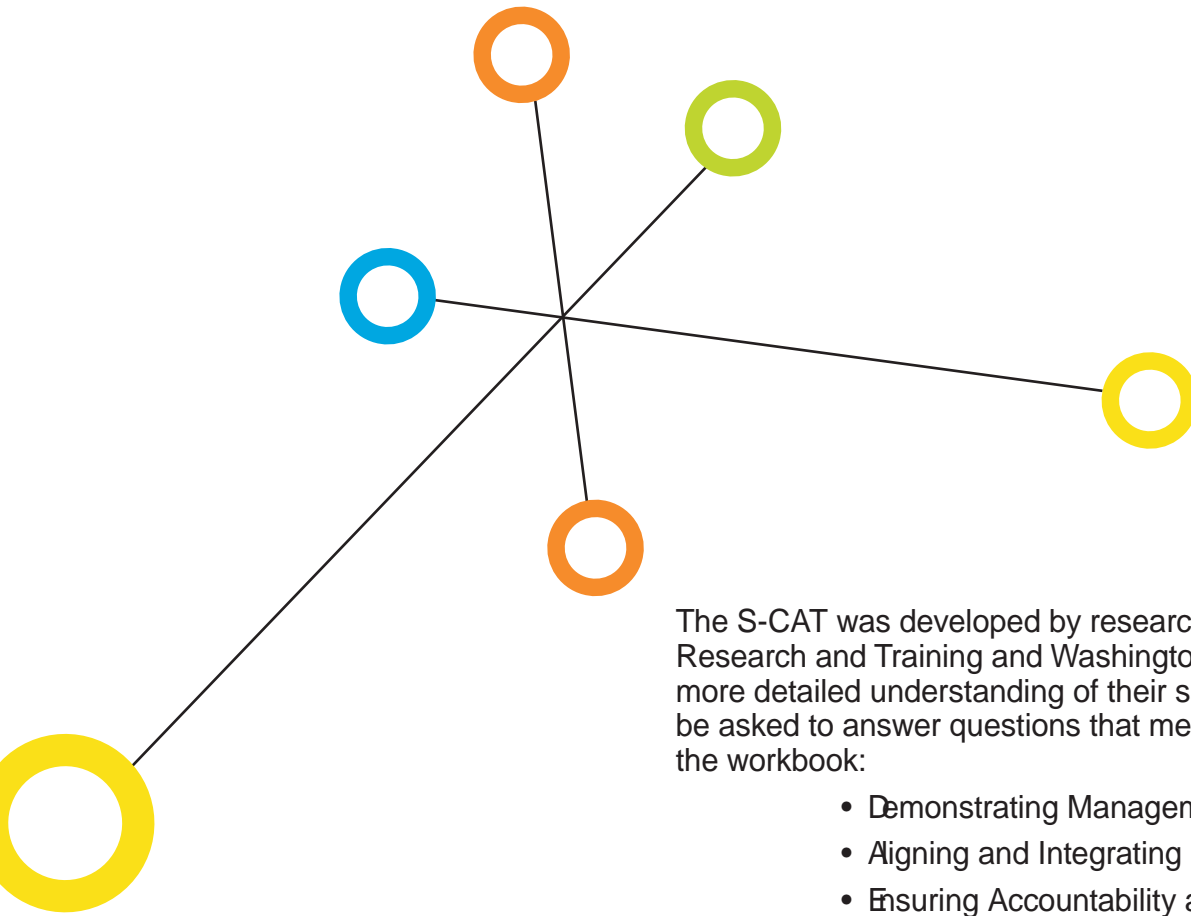 The S-CAT was developed by researc
Research and Training and Washingto
more detailed understanding of their s
be asked to answer questions that me
the workbook:
• Demonstrating Managem
• Aligning and Integrating
• Ensuring Accountability a